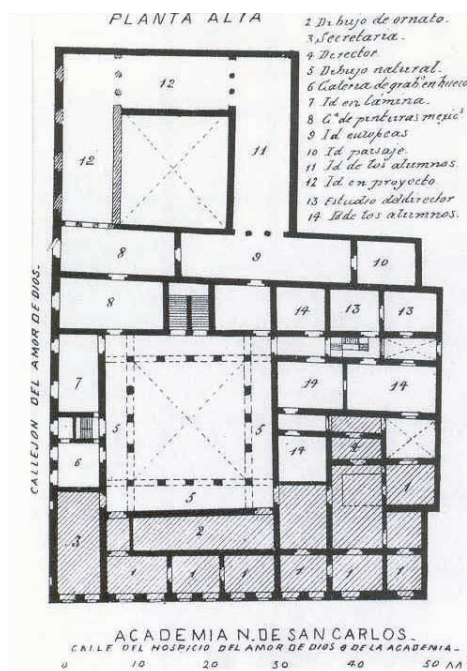 PLANTA ALTA
2 Dibujo de ornato.
3 Secretaria.
4 Director
5 Dibujo natural.
6 Galeria de grab.º en hueco
7 Id en lamina.
8 G.ª de pinturas mexic.s
9 Id europeas
10 Id paisaje.
11 Id de los alumnos.
12 Id en proyecto.
13 Estudio del director
14 Id de los alumnos.
12
12
11
8
9
10
8
14
13
13
7
14
14
5
5
6
14
4
1
5
3
2
1
1
1
1
1
1
CALLEJON DEL AMOR DE DIOS.
ACADEMIA N. DE SAN CARLOS.
CALLE DEL HOSPICIO DEL AMOR DE DIOS O DE LA ACADEMIA.
0 10 20 30 40 50 M